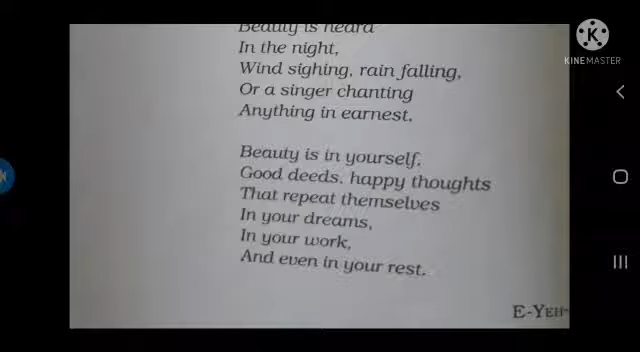 Beauty is heard
In the night,
Wind sighing, rain falling,
Or a singer chanting
Anything in earnest.
Beauty is in yourself.
Good deeds, happy thoughts
That repeat themselves
In your dreams,
In your work,
And even in your rest.
E-YEH-
KINEMASTER